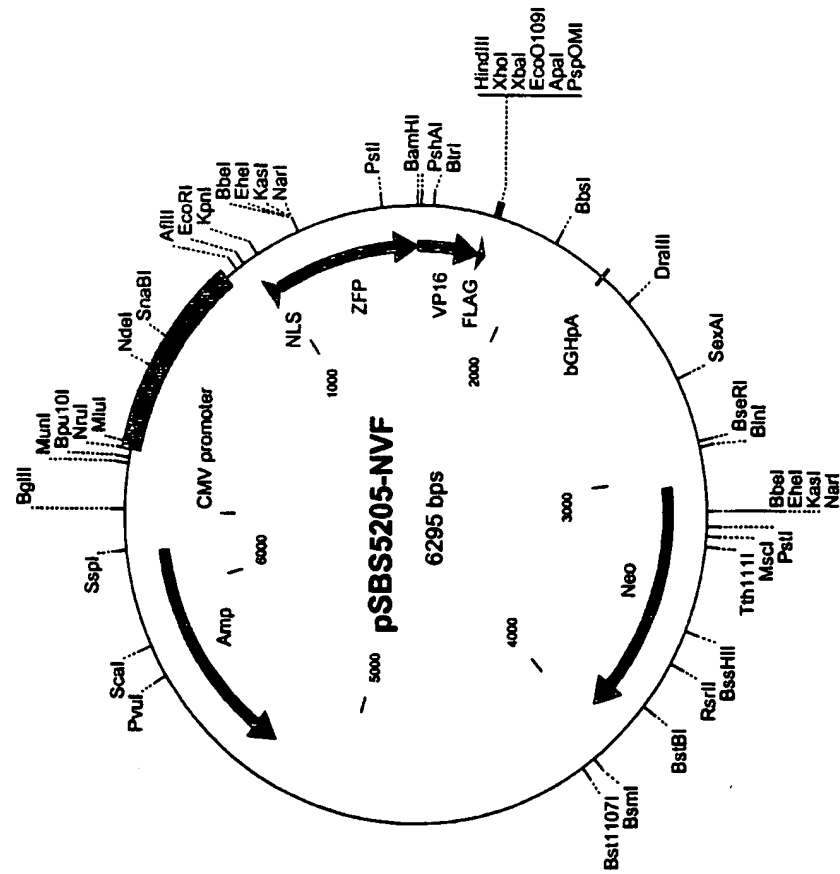 pSBS5205-NVF
6295 bps
BglII
MunI
Bpu10I
NruI
MluI
NdeI
SnaBI
AflII
EcoRI
KpnI
BbeI
EheI
KasI
NarI
PstI
BamHI
PshAI
BtrI
HindIII
XhoI
XbaI
EcoO109I
ApaI
PspOMI
BbsI
DraIII
SexAI
BseRI
BlnI
BbeI
EheI
KasI
NarI
PstI
MscI
Tth111I
BssHII
RsrII
BstBI
BsmI
Bst1107I
PvuI
ScaI
SspI
CMV promoter
NLS
ZFP
VP16
FLAG
bGHpA
Neo
Amp
1000
2000
3000
4000
5000
6000